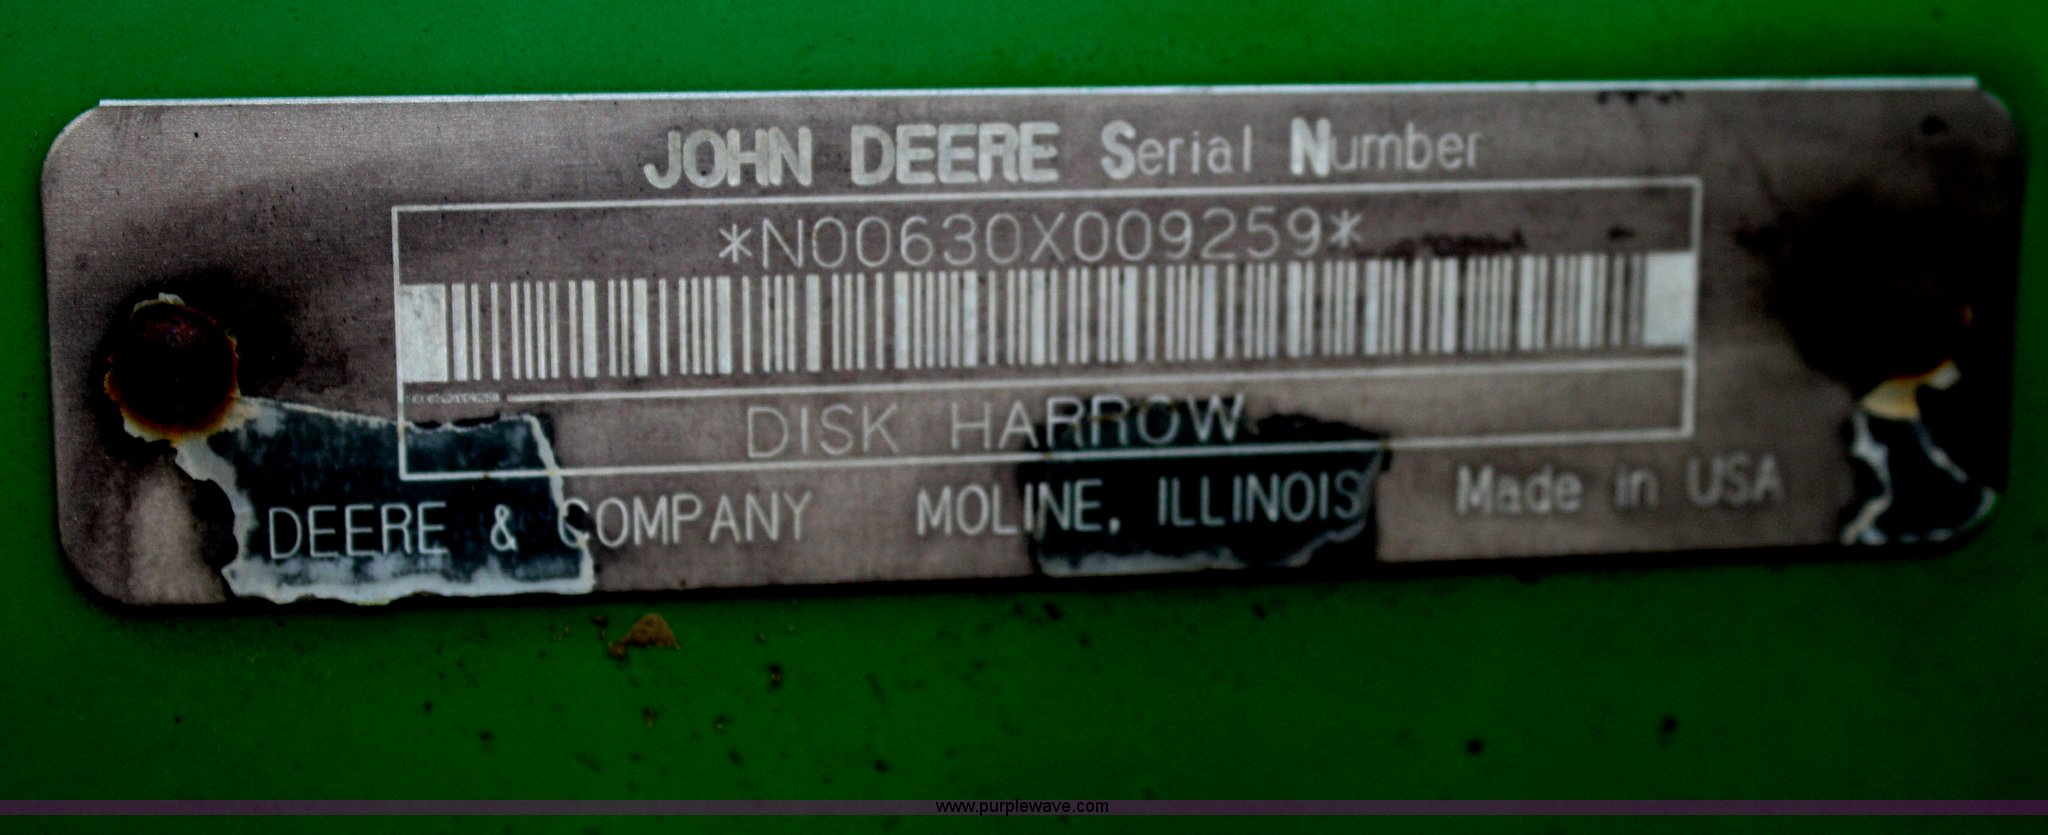 JOHN DEERE Serial Number
*N00630X009259*
DISK HARROW
DEERE & COMPANY MOLINE, ILLINOIS Made in USA
www.purplewave.com